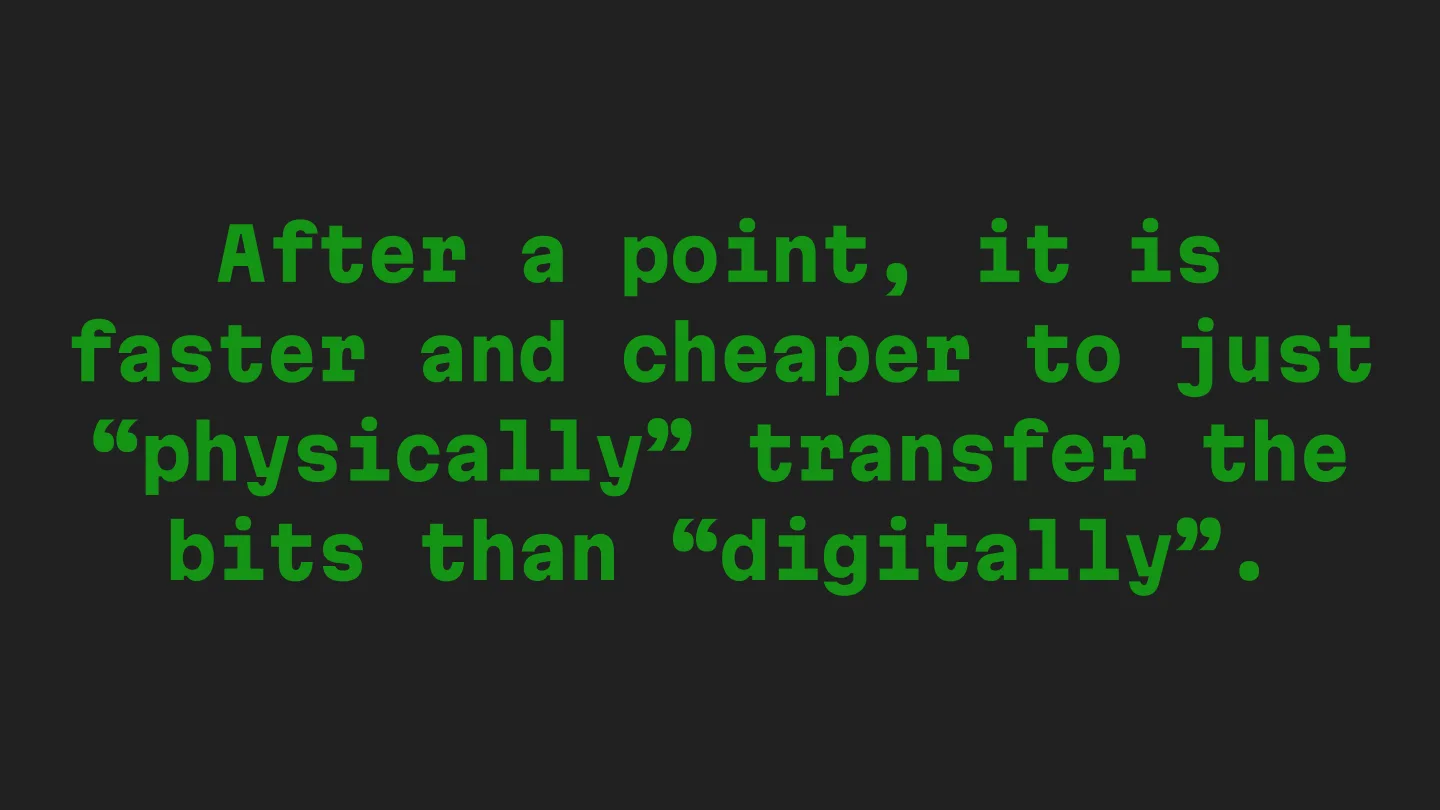 After a point, it is
faster and cheaper to just
“physically” transfer the
bits than “digitally”.